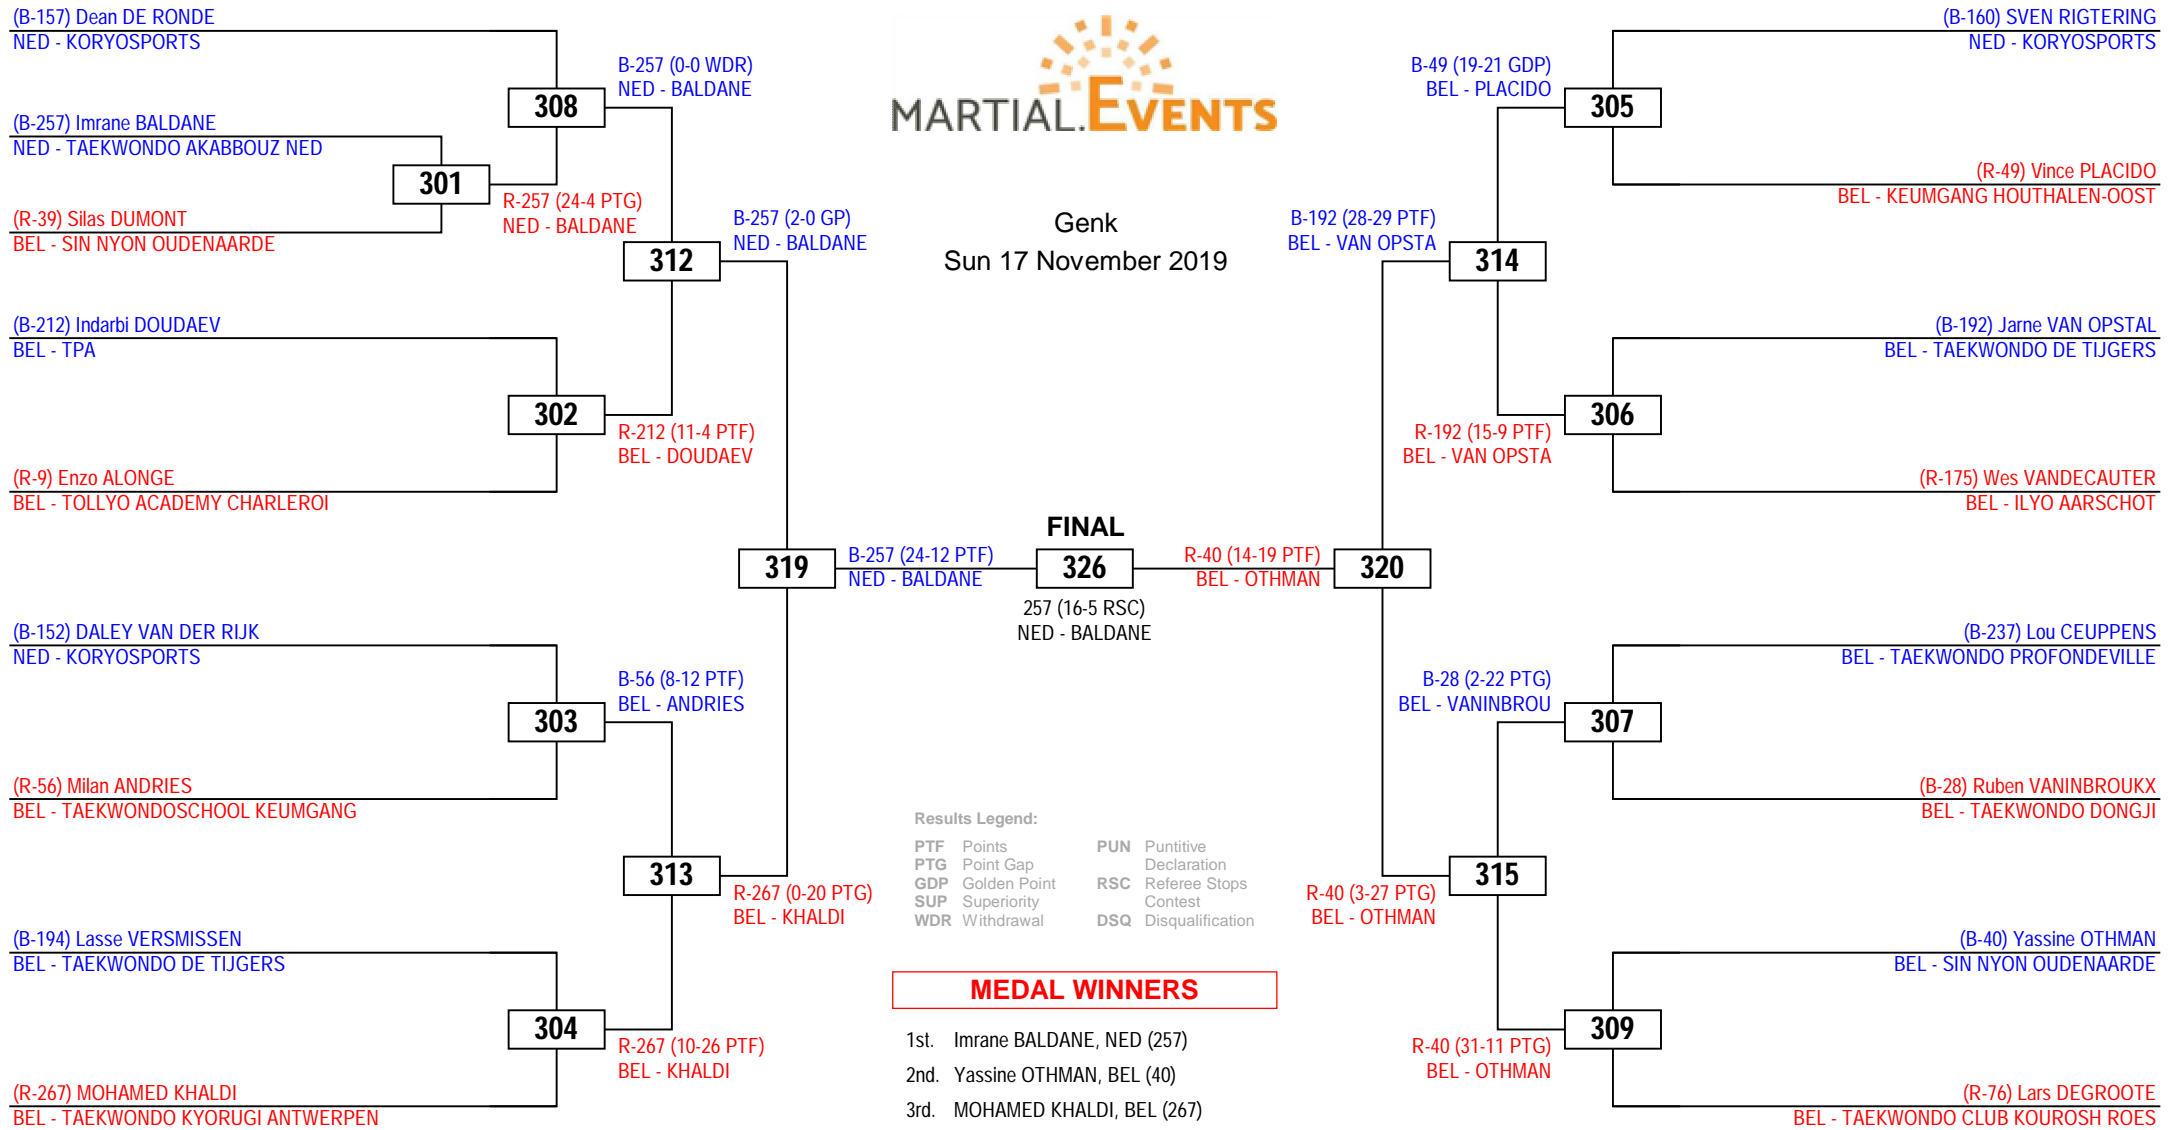 (B-157) Dean DE RONDE
NED - KORYOSPORTS
(B-257) Imrane BALDANE
NED - TAEKWONDO AKABBOUZ NED
(R-39) Silas DUMONT
BEL - SIN NYON OUDENAARDE
(B-212) Indarbi DOUDAEV
BEL - TPA
(R-9) Enzo ALONGE
BEL - TOLLYO ACADEMY CHARLEROI
(B-152) DALEY VAN DER RIJK
NED - KORYOSPORTS
(R-56) Milan ANDRIES
BEL - TAEKWONDOSCHOOL KEUMGANG
(B-194) Lasse VERSMISSEN
BEL - TAEKWONDO DE TIJGERS
(R-267) MOHAMED KHALDI
BEL - TAEKWONDO KYORUGI ANTWERPEN
301
R-257 (24-4 PTG)
NED - BALDANE
308
B-257 (0-0 WDR)
NED - BALDANE
302
R-212 (11-4 PTF)
BEL - DOUDAEV
303
B-56 (8-12 PTF)
BEL - ANDRIES
304
R-267 (10-26 PTF)
BEL - KHALDI
312
B-257 (2-0 GP)
NED - BALDANE
313
R-267 (0-20 PTG)
BEL - KHALDI
319
B-257 (24-12 PTF)
NED - BALDANE
MARTIAL.EVENTS
Genk
Sun 17 November 2019
FINAL
326
257 (16-5 RSC)
NED - BALDANE
Results Legend:
PTF Points
PTG Point Gap
GDP Golden Point
SUP Superiority
WDR Withdrawal
PUN Puntitive
Declaration
RSC Referee Stops
Contest
DSQ Disqualification
MEDAL WINNERS
1st. Imrane BALDANE, NED (257)
2nd. Yassine OTHMAN, BEL (40)
3rd. MOHAMED KHALDI, BEL (267)
R-40 (14-19 PTF)
BEL - OTHMAN
320
B-192 (28-29 PTF)
BEL - VAN OPSTA
314
R-40 (3-27 PTG)
BEL - OTHMAN
315
B-49 (19-21 GDP)
BEL - PLACIDO
305
R-192 (15-9 PTF)
BEL - VAN OPSTA
306
B-28 (2-22 PTG)
BEL - VANINBROU
307
R-40 (31-11 PTG)
BEL - OTHMAN
309
(B-160) SVEN RIGTERING
NED - KORYOSPORTS
(R-49) Vince PLACIDO
BEL - KEUMGANG HOUTHALEN-OOST
(B-192) Jarne VAN OPSTAL
BEL - TAEKWONDO DE TIJGERS
(R-175) Wes VANDECAUTER
BEL - ILYO AARSCHOT
(B-237) Lou CEUPPENS
BEL - TAEKWONDO PROFONDEVILLE
(B-28) Ruben VANINBROUKX
BEL - TAEKWONDO DONGJI
(B-40) Yassine OTHMAN
BEL - SIN NYON OUDENAARDE
(R-76) Lars DEGROOTE
BEL - TAEKWONDO CLUB KOUROSH ROES